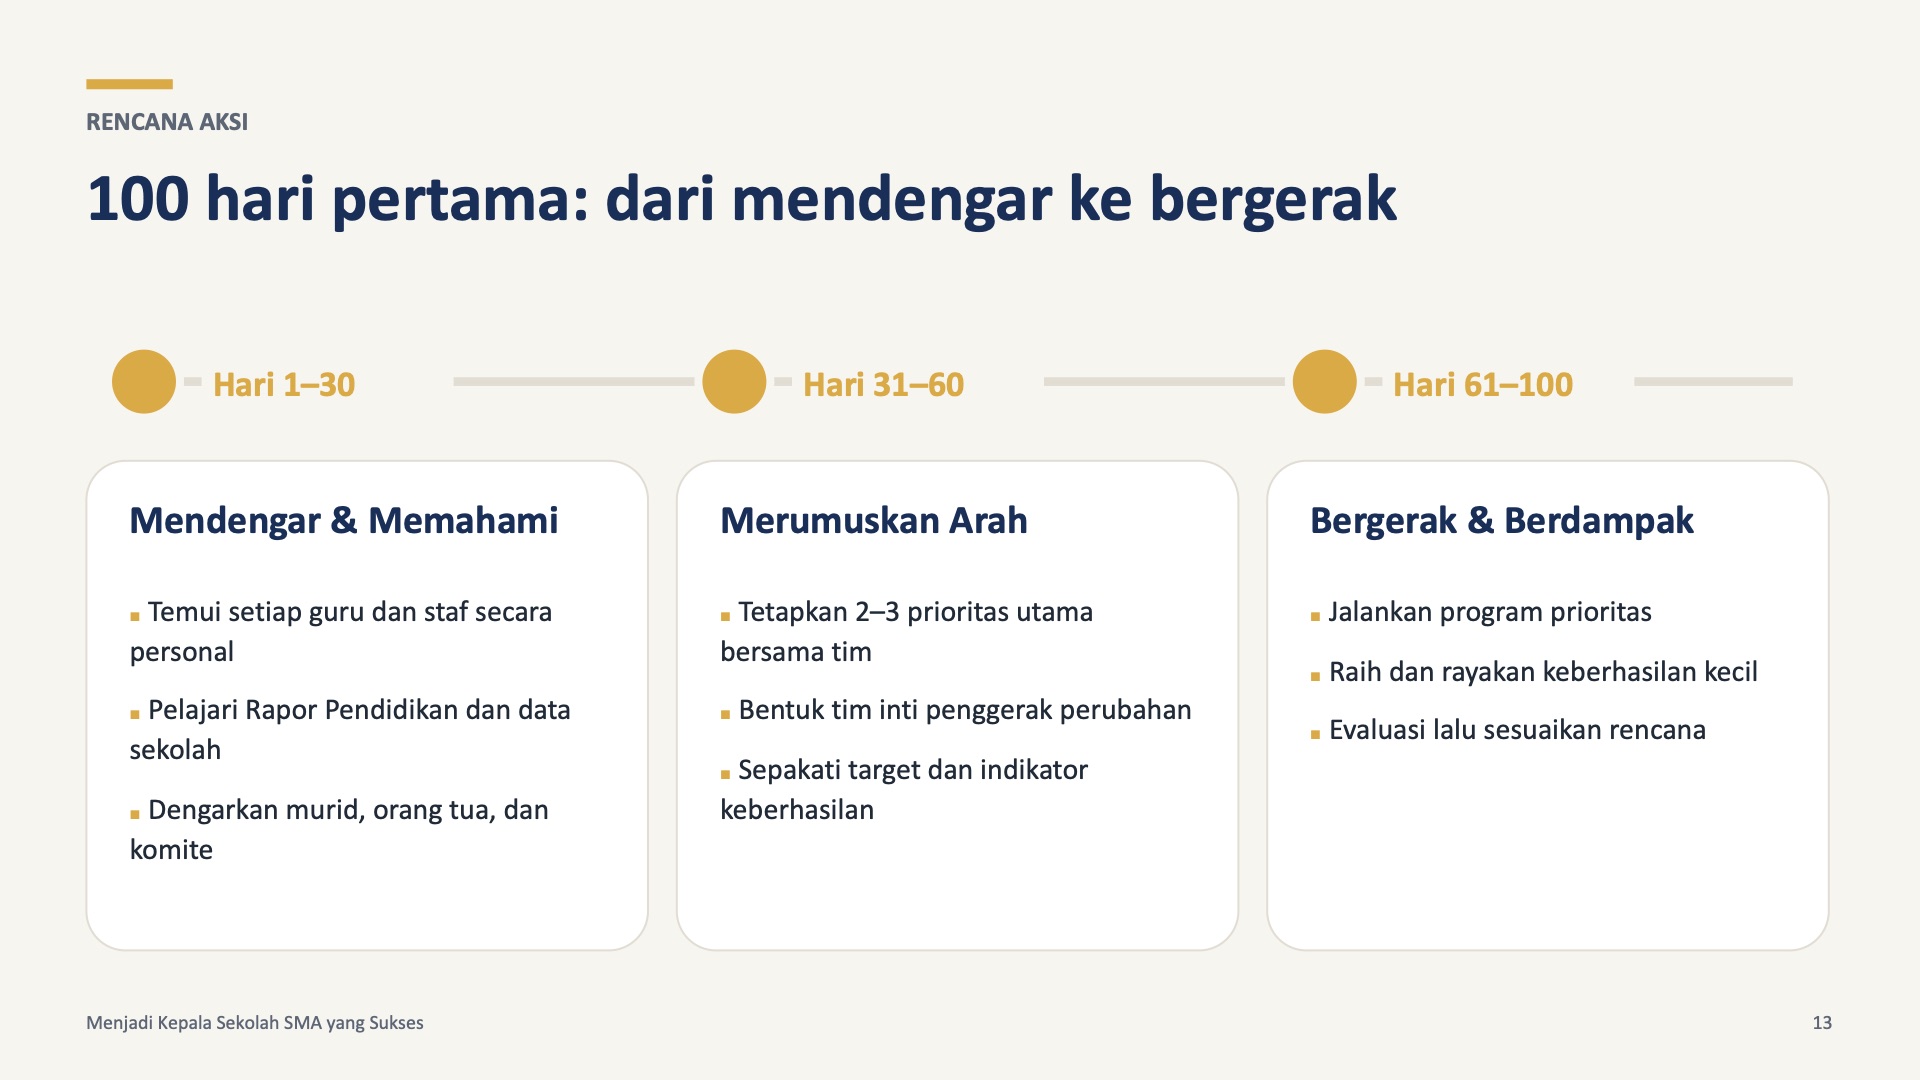 RENCANA AKSI
100 hari pertama: dari mendengar ke bergerak
Hari 1–30
Hari 31–60
Hari 61–100
Mendengar & Memahami
▪ Temui setiap guru dan staf secara
personal
▪ Pelajari Rapor Pendidikan dan data
sekolah
▪ Dengarkan murid, orang tua, dan
komite
Merumuskan Arah
▪ Tetapkan 2–3 prioritas utama
bersama tim
▪ Bentuk tim inti penggerak perubahan
▪ Sepakati target dan indikator
keberhasilan
Bergerak & Berdampak
▪ Jalankan program prioritas
▪ Raih dan rayakan keberhasilan kecil
▪ Evaluasi lalu sesuaikan rencana
Menjadi Kepala Sekolah SMA yang Sukses
13